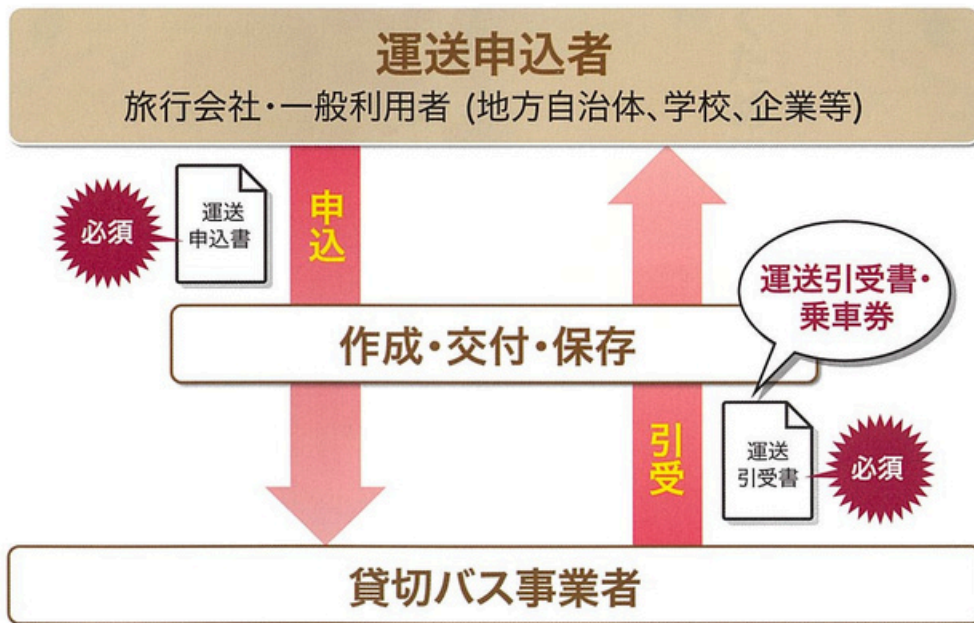 運送申込者
旅行会社・一般利用者 (地方自治体、学校、企業等)
必須
運送
申込書
申込
運送引受書・
乗車券
作成・交付・保存
引受
運送
引受書
必須
貸切バス事業者